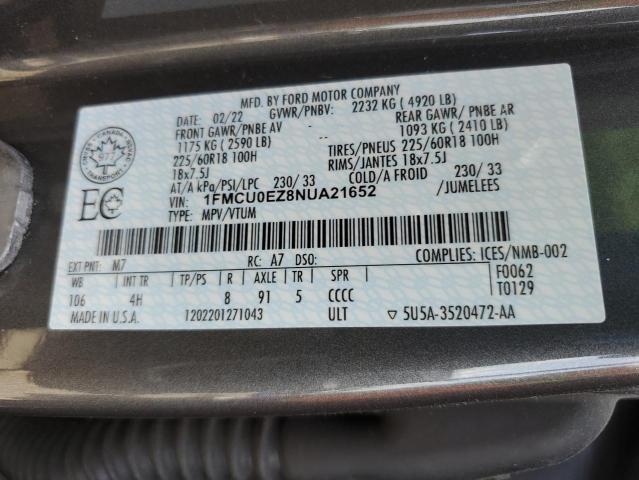 MFD. BY FORD MOTOR COMPANY
DATE: 02/22 GVWR/PNBV: 2232 KG ( 4920 LB)
FRONT GAWR/PNBE AV REAR GAWR/ PNBE AR
1175 KG ( 2590 LB) 1093 KG ( 2410 LB)
225/60R18 100H TIRES/PNEUS 225/60R18 100H
18x7.5J RIMS/JANTES 18x7.5J
AT/A kPa/PSI/LPC 230/ 33 COLD/A FROID 230/ 33
VIN: 1FMCU0EZ8NUA21652 /JUMELEES
TYPE: MPV/VTUM
CANADA
977
TRANSPORT
EC
EXT PNT: M7 RC: A7 DSO: COMPLIES: ICES/NMB-002
WB INT TR TP/PS R AXLE TR SPR F0062
106 4H 8 91 5 CCCC T0129
MADE IN U.S.A. 1202201271043 ULT ▽ 5U5A-3520472-AA